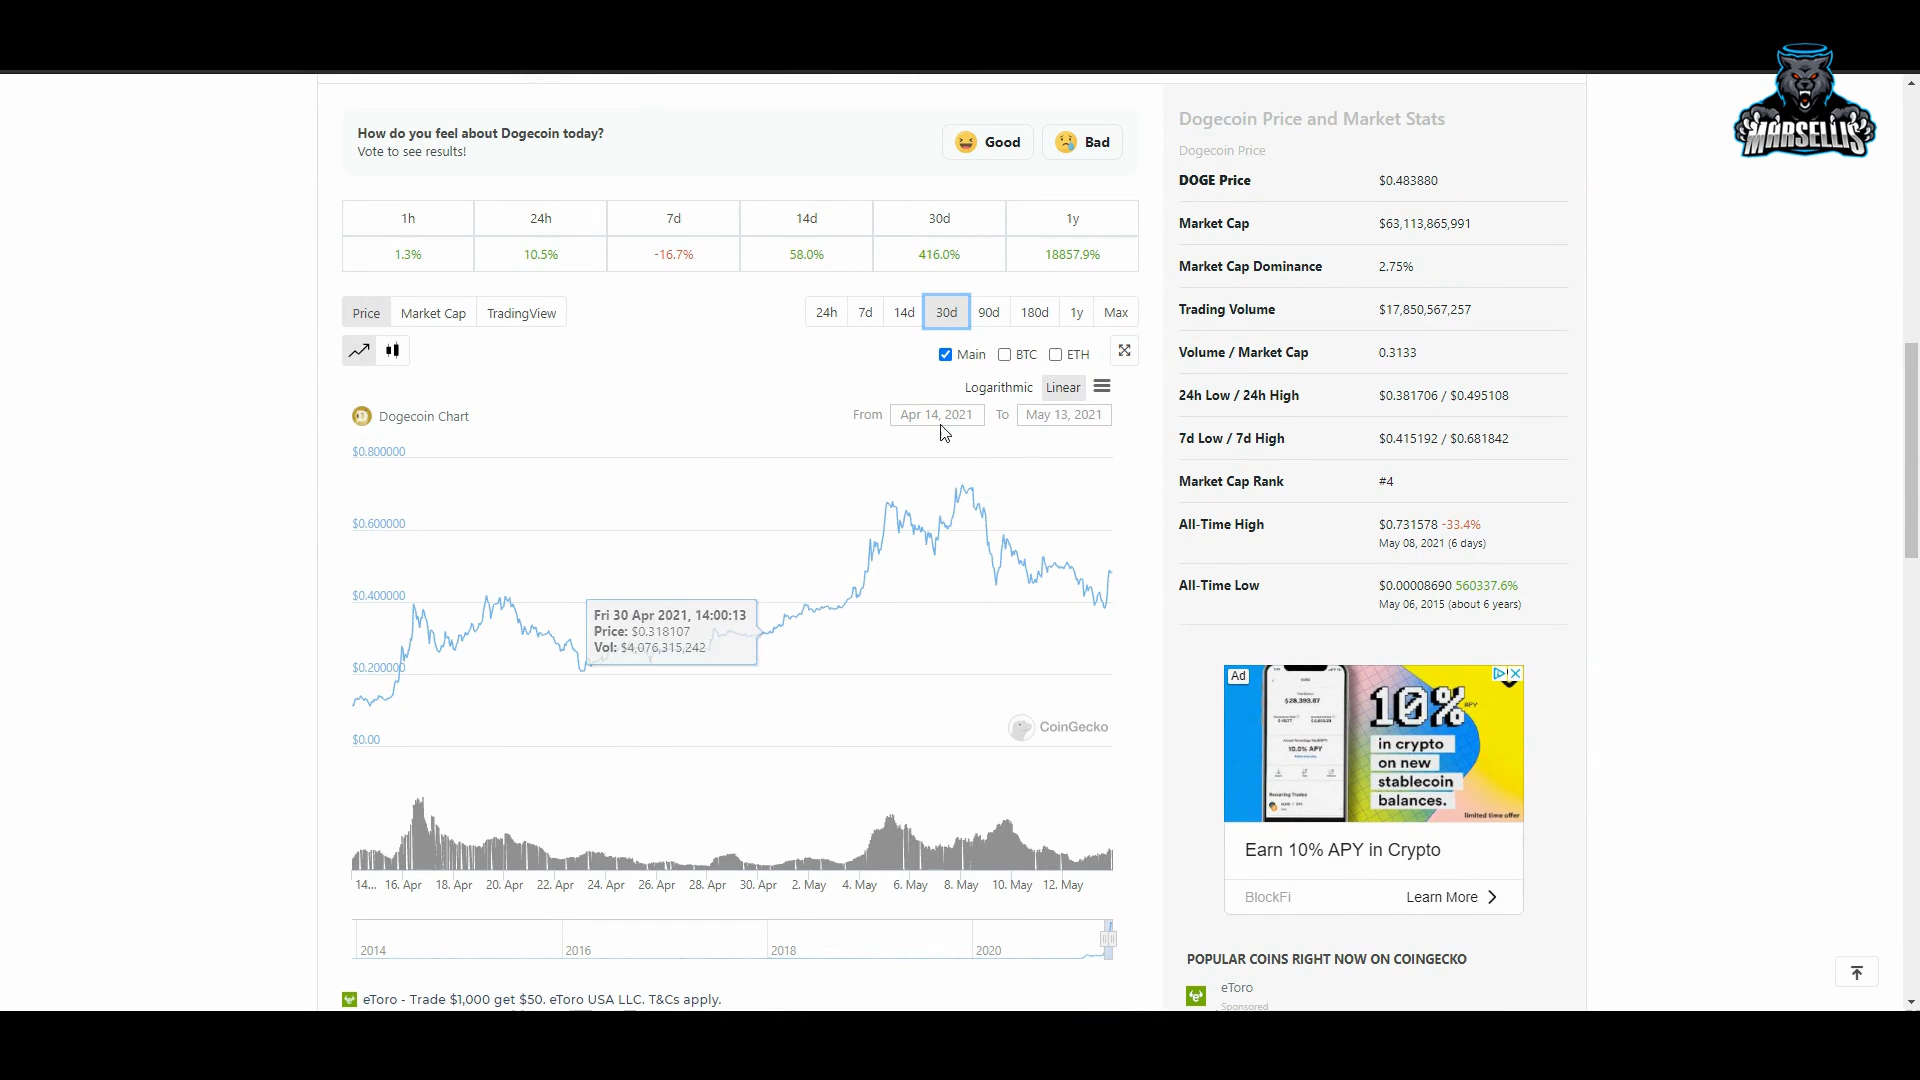 MARSELLIS
How do you feel about Dogecoin today?
Vote to see results!
Good
Bad
1h 24h 7d 14d 30d 1y
1.3% 10.5% -16.7% 58.0% 416.0% 18857.9%
Price Market Cap TradingView
24h 7d 14d 30d 90d 180d 1y Max
Main BTC ETH
Logarithmic Linear
Dogecoin Chart
From Apr 14, 2021 To May 13, 2021
$0.800000
$0.600000
$0.400000
$0.200000
$0.00
Fri 30 Apr 2021, 14:00:13
Price: $0.318107
Vol: $4,076,315,242
CoinGecko
14... 16. Apr 18. Apr 20. Apr 22. Apr 24. Apr 26. Apr 28. Apr 30. Apr 2. May 4. May 6. May 8. May 10. May 12. May
2014 2016 2018 2020
eToro - Trade $1,000 get $50. eToro USA LLC. T&Cs apply.
Dogecoin Price and Market Stats
Dogecoin Price
DOGE Price $0.483880
Market Cap $63,113,865,991
Market Cap Dominance 2.75%
Trading Volume $17,850,567,257
Volume / Market Cap 0.3133
24h Low / 24h High $0.381706 / $0.495108
7d Low / 7d High $0.415192 / $0.681842
Market Cap Rank #4
All-Time High $0.731578 -33.4%
May 08, 2021 (6 days)
All-Time Low $0.00008690 560337.6%
May 06, 2015 (about 6 years)
Ad
$28,393.67
10.0% APY
10% APY
in crypto
on new
stablecoin
balances.
limited time offer
Earn 10% APY in Crypto
BlockFi Learn More
POPULAR COINS RIGHT NOW ON COINGECKO
eToro
Sponsored